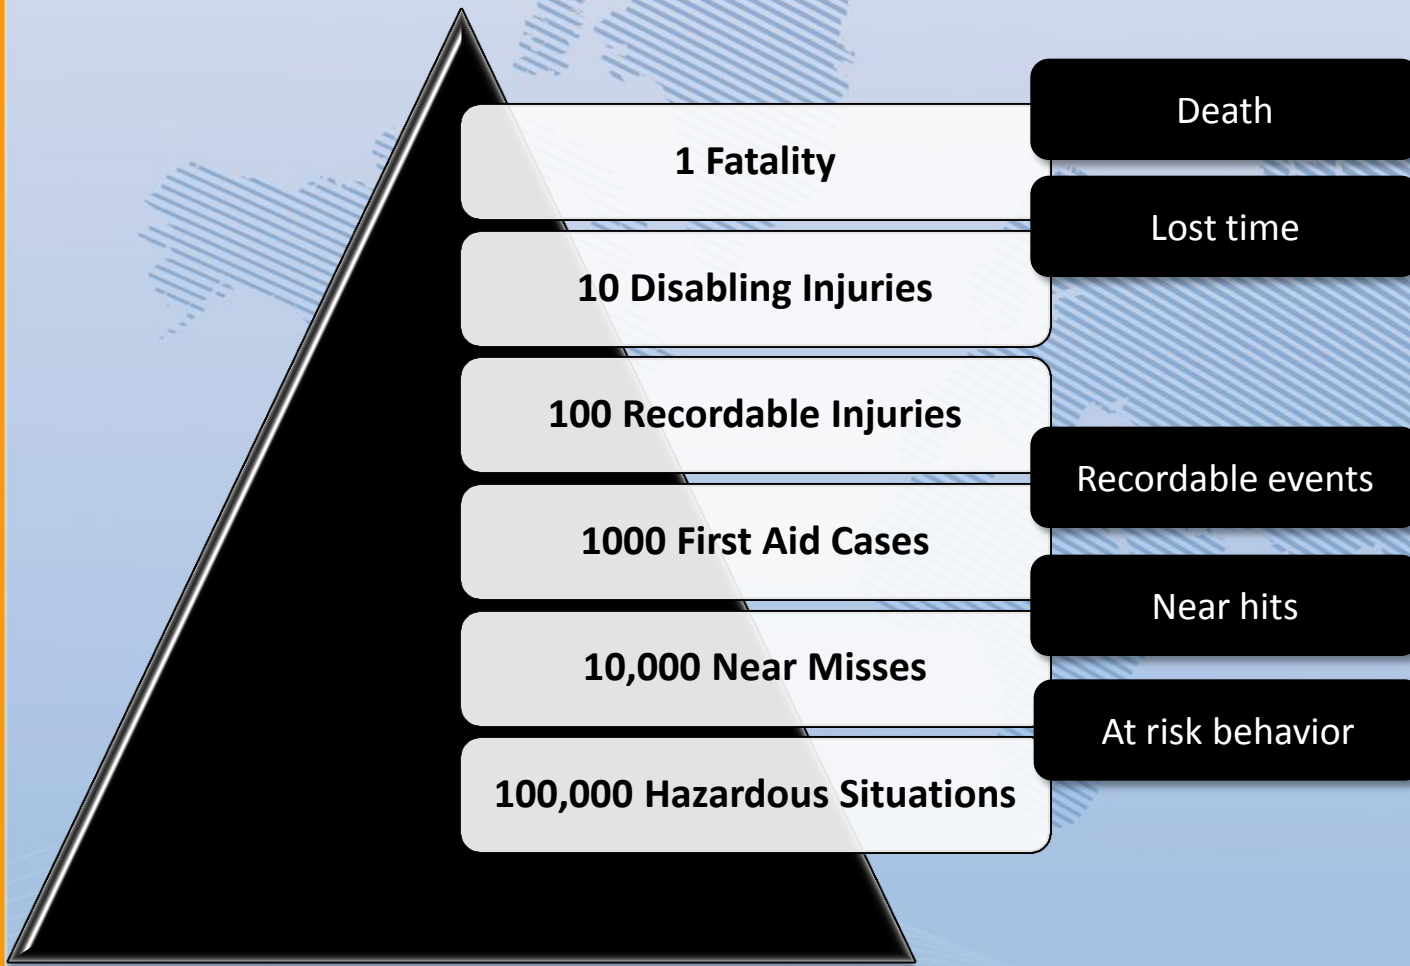 Death
1 Fatality
Lost time
10 Disabling Injuries
100 Recordable Injuries
Recordable events
1000 First Aid Cases
Near hits
10,000 Near Misses
At risk behavior
100,000 Hazardous Situations